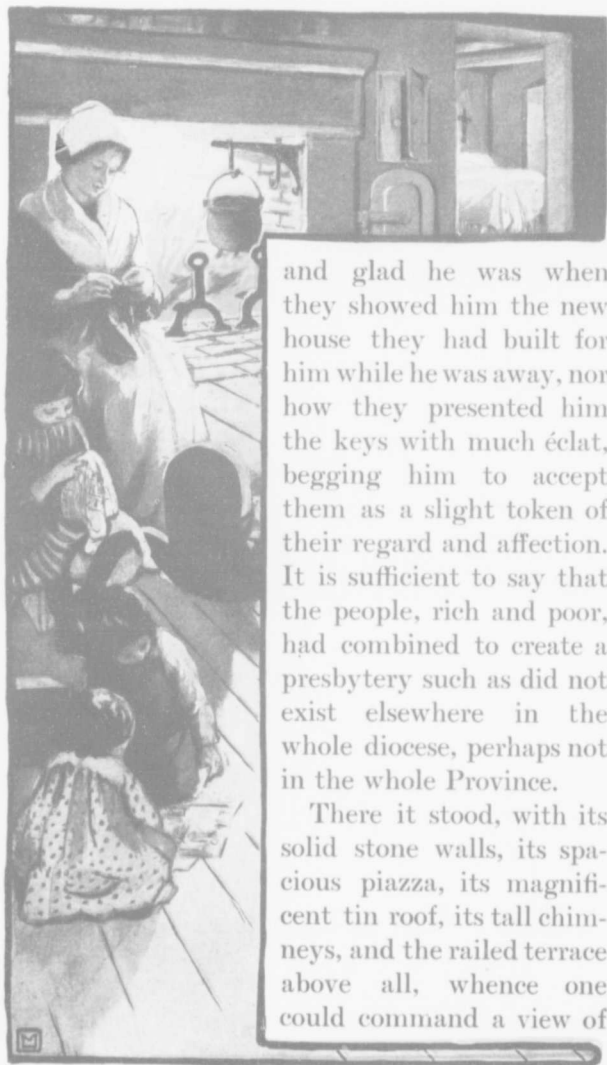 and glad he was when
they showed him the new
house they had built for
him while he was away, nor
how they presented him
the keys with much éclat,
begging him to accept
them as a slight token of
their regard and affection.
It is sufficient to say that
the people, rich and poor,
had combined to create a
presbytery such as did not
exist elsewhere in the
whole diocese, perhaps not
in the whole Province.
There it stood, with its
solid stone walls, its spa-
cious piazza, its magnifi-
cent tin roof, its tall chim-
neys, and the railed terrace
above all, whence one
could command a view of